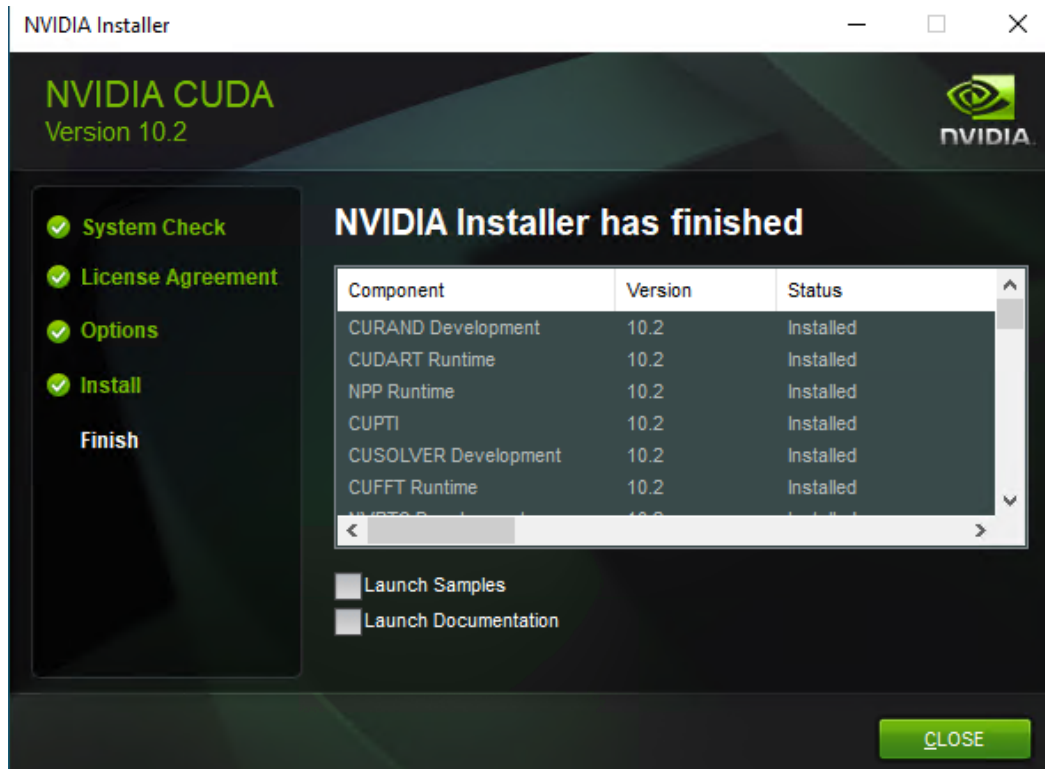 NVIDIA Installer
NVIDIA CUDA
Version 10.2
NVIDIA.
System Check
License Agreement
Options
Install
Finish
NVIDIA Installer has finished
Component Version Status
CURAND Development 10.2 Installed
CUDART Runtime 10.2 Installed
NPP Runtime 10.2 Installed
CUPTI 10.2 Installed
CUSOLVER Development 10.2 Installed
CUFFT Runtime 10.2 Installed
Launch Samples
Launch Documentation
CLOSE